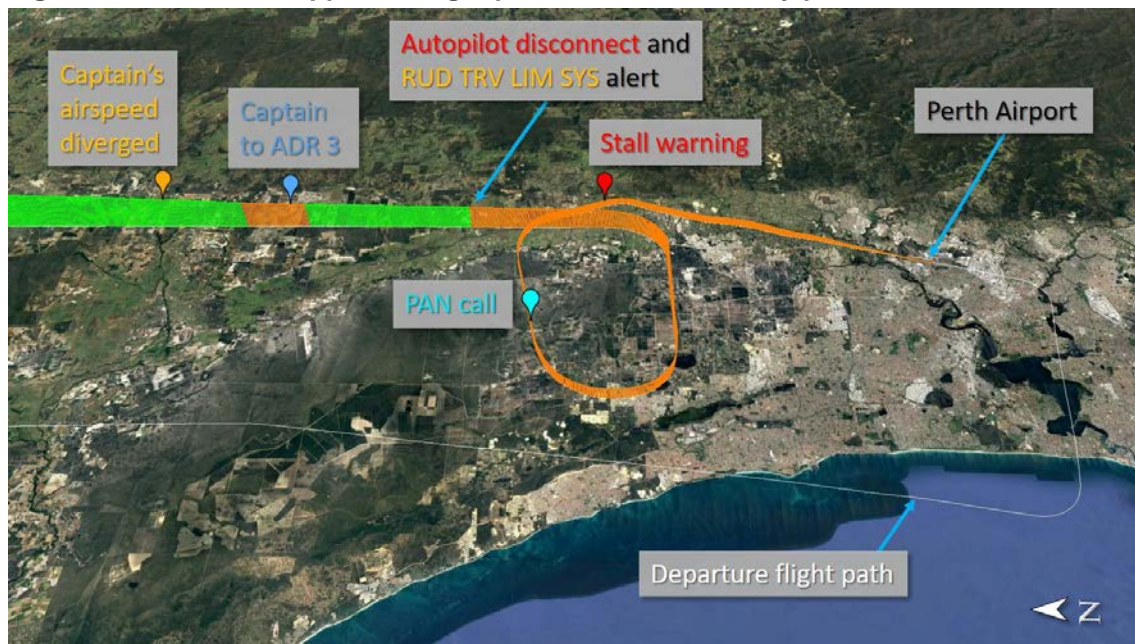 Captain's
airspeed
diverged
Captain
to ADR 3
Autopilot disconnect and
RUD TRV LIM SYS alert
Stall warning
Perth Airport
PAN call
Departure flight path
N